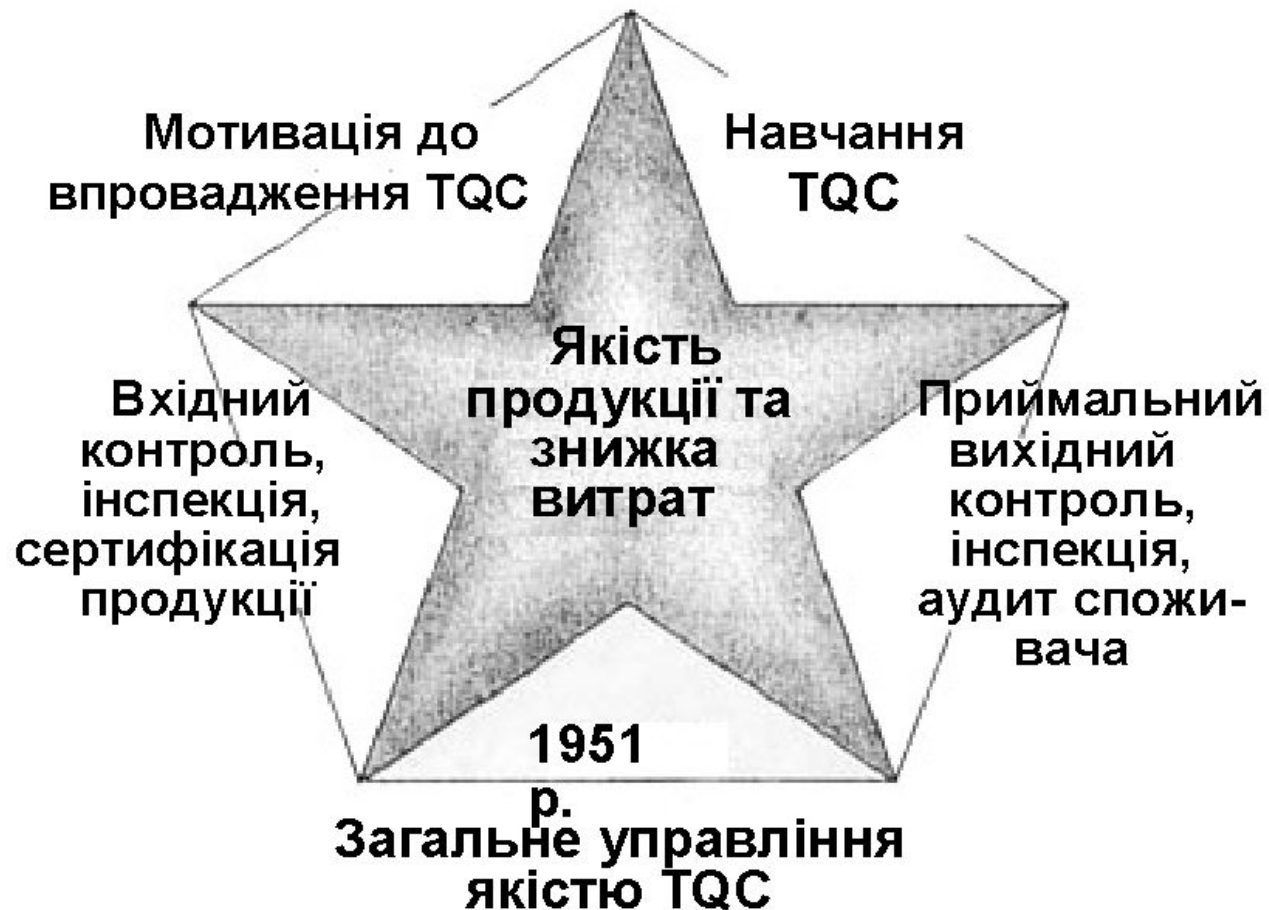 Мотивація до
впровадження TQC
Навчання
TQC
Якість
продукції та
знижка
витрат
Вхідний
контроль,
інспекція,
сертифікація
продукції
Приймальний
вихідний
контроль,
інспекція,
аудит спожи-
вача
1951
р.
Загальне управління
якістю TQC